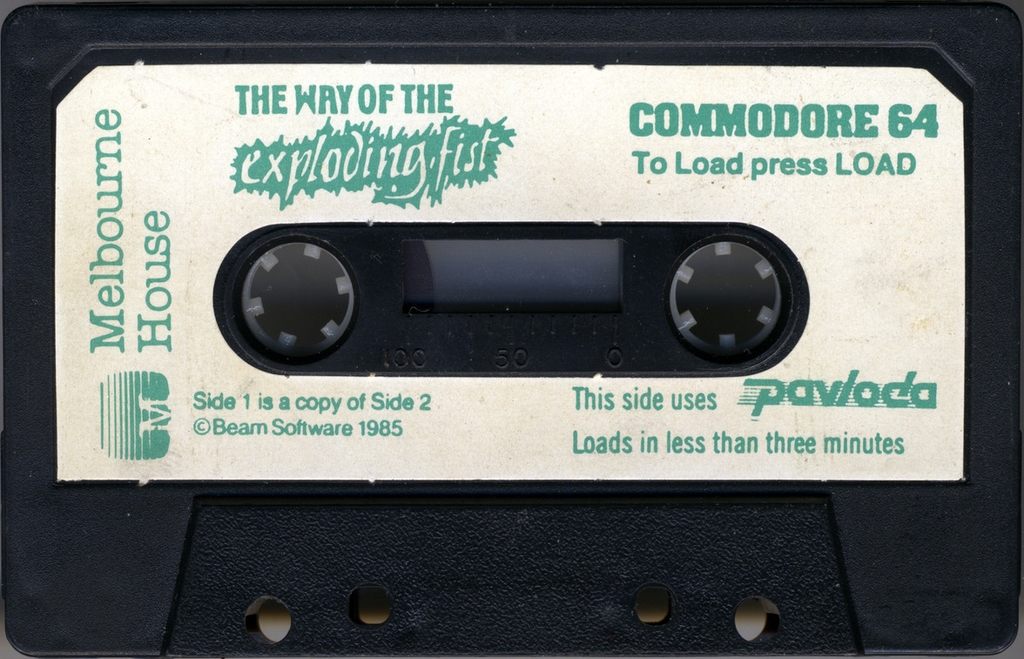 THE WAY OF THE
exploding fist
COMMODORE 64
To Load press LOAD
Melbourne
House
100 50 0
Side 1 is a copy of Side 2
©Beam Software 1985
This side uses pavloda
Loads in less than three minutes